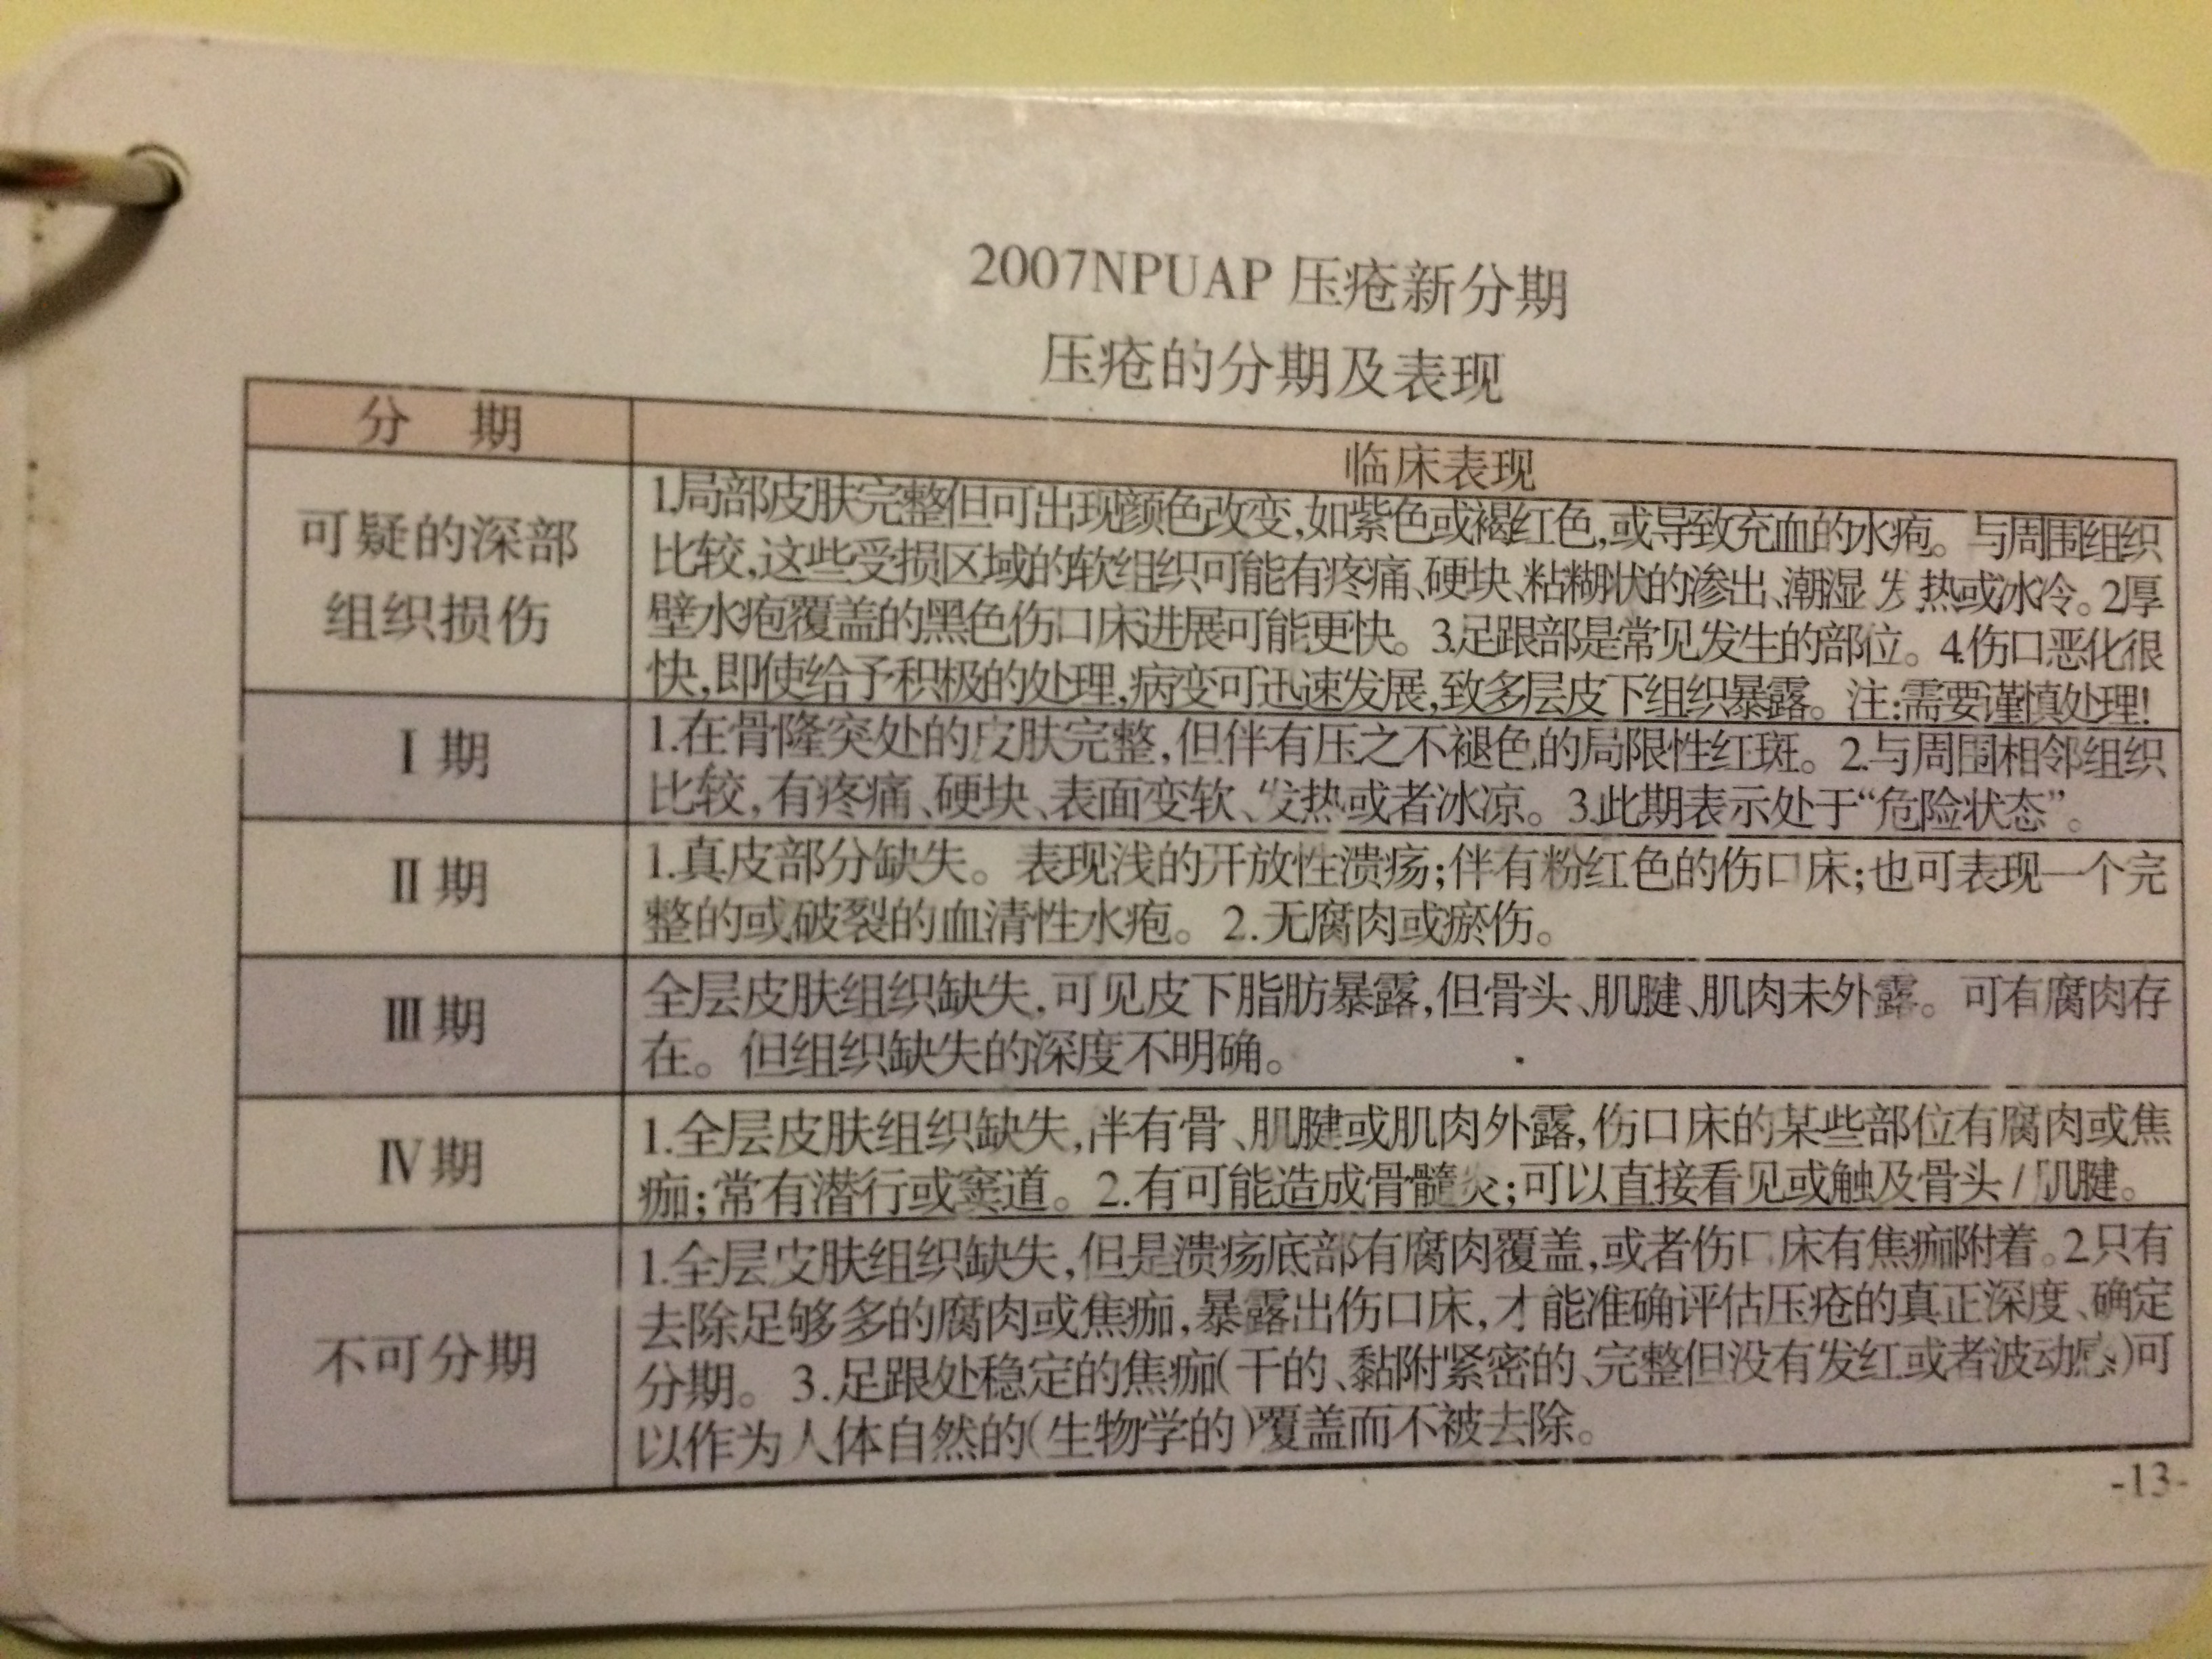 2007NPUAP 压疮新分期
压疮的分期及表现
分 期
临床表现
可疑的深部
组织损伤
1局部皮肤完整但可出现颜色改变,如紫色或褐红色,或导致充血的水疱。与周围组织
比较,这些受损区域的软组织可能有疼痛、硬块、粘糊状的渗出、潮湿、发热或冰冷。2厚
壁水疱覆盖的黑色伤口床进展可能更快。3足跟部是常见发生的部位。4伤口恶化很
快,即使给予积极的处理,病变可迅速发展,致多层皮下组织暴露。注:需要谨慎处理!
Ⅰ期
1.在骨隆突处的皮肤完整,但伴有压之不褪色的局限性红斑。2与周围相邻组织
比较,有疼痛、硬块、表面变软、发热或者冰凉。3此期表示处于“危险状态”。
Ⅱ期
1.真皮部分缺失。表现浅的开放性溃疡;伴有粉红色的伤口床;也可表现一个完
整的或破裂的血清性水疱。2.无腐肉或瘀伤。
Ⅲ期
全层皮肤组织缺失,可见皮下脂肪暴露,但骨头、肌腱、肌肉未外露。可有腐肉存
在。但组织缺失的深度不明确。
Ⅳ期
1.全层皮肤组织缺失,伴有骨、肌腱或肌肉外露,伤口床的某些部位有腐肉或焦
痂;常有潜行或窦道。2.有可能造成骨髓炎;可以直接看见或触及骨头/肌腱。
不可分期
1.全层皮肤组织缺失,但是溃疡底部有腐肉覆盖,或者伤口床有焦痂附着。2只有
去除足够多的腐肉或焦痂,暴露出伤口床,才能准确评估压疮的真正深度、确定
分期。3.足跟处稳定的焦痂(干的、黏附紧密的、完整但没有发红或者波动感)可
以作为人体自然的(生物学的)覆盖而不被去除。
-13-